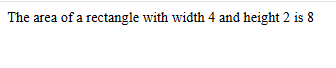 The area of a rectangle with width 4 and height 2 is 8